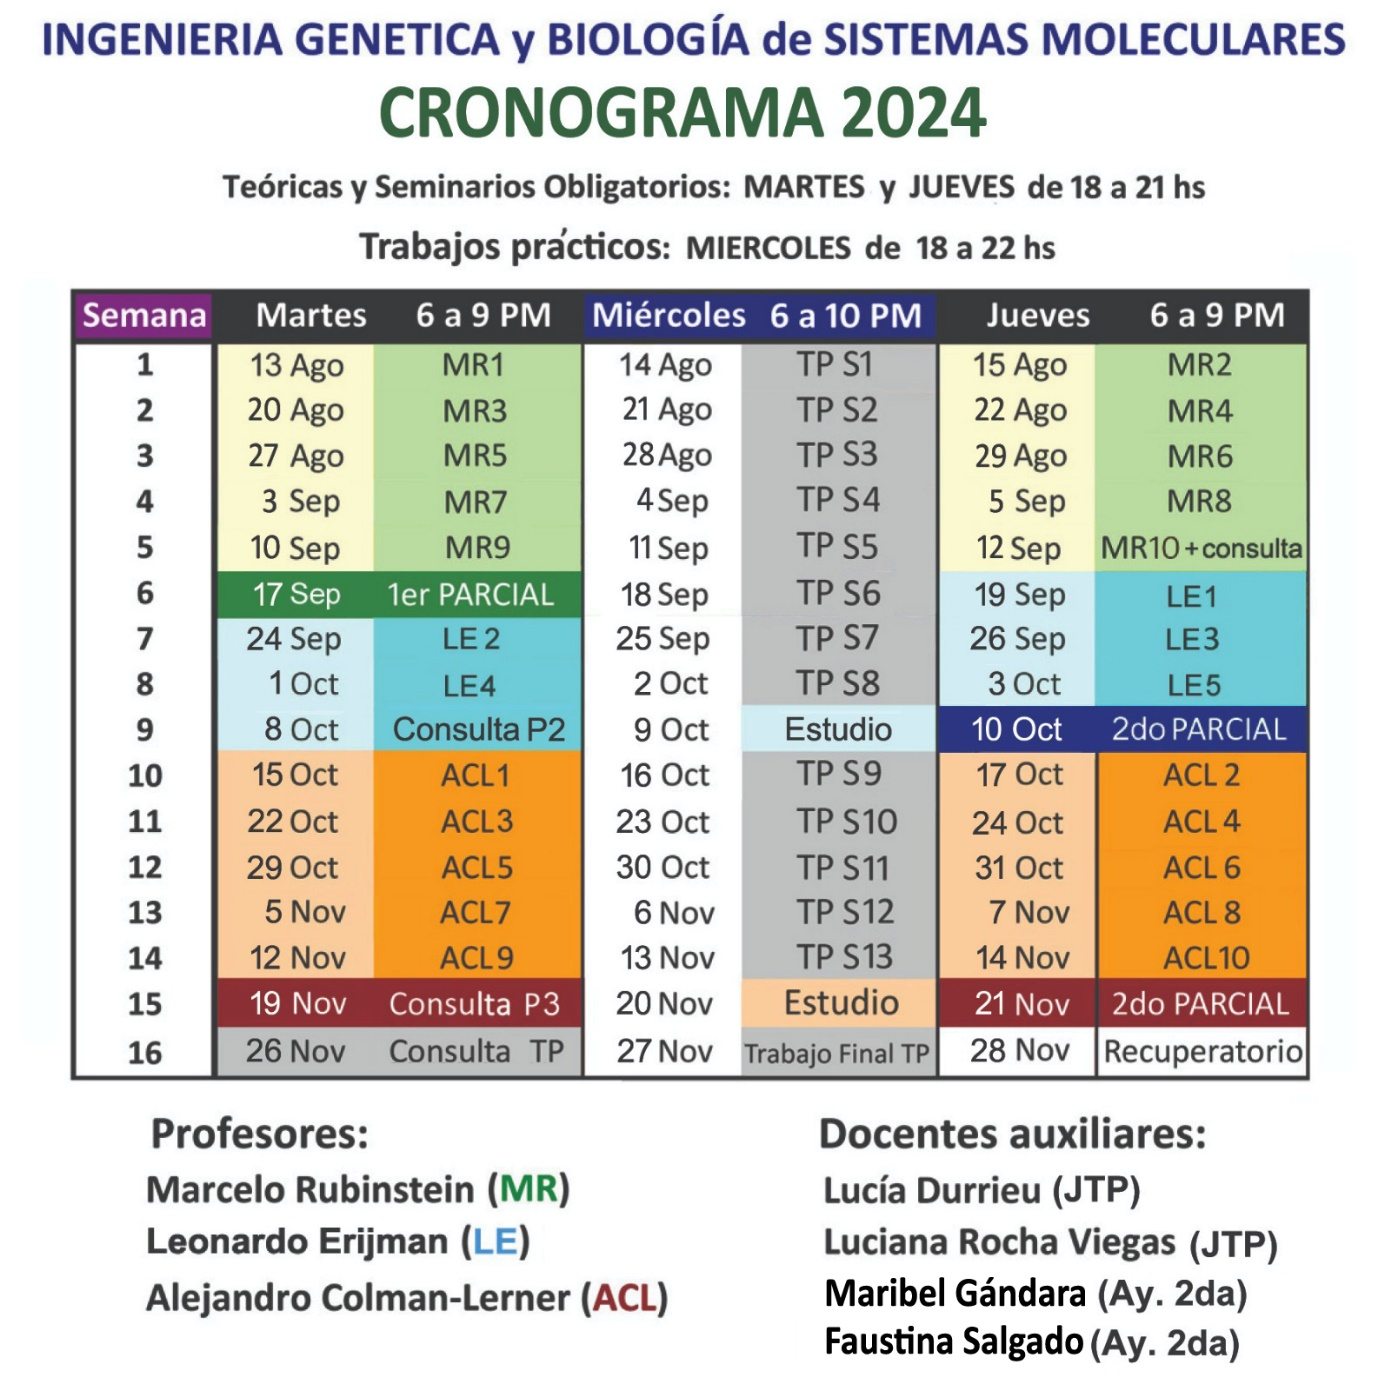 INGENIERIA GENETICA y BIOLOGÍA de SISTEMAS MOLECULARES
CRONOGRAMA 2024
Teóricas y Seminarios Obligatorios: MARTES y JUEVES de 18 a 21 hs
Trabajos prácticos: MIERCOLES de 18 a 22 hs
Semana Martes 6 a 9 PM Miércoles 6 a 10 PM Jueves 6 a 9 PM
1 13 Ago MR1 14 Ago TP S1 15 Ago MR2
2 20 Ago MR3 21 Ago TP S2 22 Ago MR4
3 27 Ago MR5 28 Ago TP S3 29 Ago MR6
4 3 Sep MR7 4 Sep TP S4 5 Sep MR8
5 10 Sep MR9 11 Sep TP S5 12 Sep MR10 + consulta
6 17 Sep 1er PARCIAL 18 Sep TP S6 19 Sep LE1
7 24 Sep LE 2 25 Sep TP S7 26 Sep LE3
8 1 Oct LE4 2 Oct TP S8 3 Oct LE5
9 8 Oct Consulta P2 9 Oct Estudio 10 Oct 2do PARCIAL
10 15 Oct ACL1 16 Oct TP S9 17 Oct ACL 2
11 22 Oct ACL3 23 Oct TP S10 24 Oct ACL 4
12 29 Oct ACL5 30 Oct TP S11 31 Oct ACL 6
13 5 Nov ACL7 6 Nov TP S12 7 Nov ACL 8
14 12 Nov ACL9 13 Nov TP S13 14 Nov ACL10
15 19 Nov Consulta P3 20 Nov Estudio 21 Nov 2do PARCIAL
16 26 Nov Consulta TP 27 Nov Trabajo Final TP 28 Nov Recuperatorio
Profesores:
Marcelo Rubinstein (MR)
Leonardo Erijman (LE)
Alejandro Colman-Lerner (ACL)
Docentes auxiliares:
Lucía Durrieu (JTP)
Luciana Rocha Viegas (JTP)
Maribel Gándara (Ay. 2da)
Faustina Salgado (Ay. 2da)